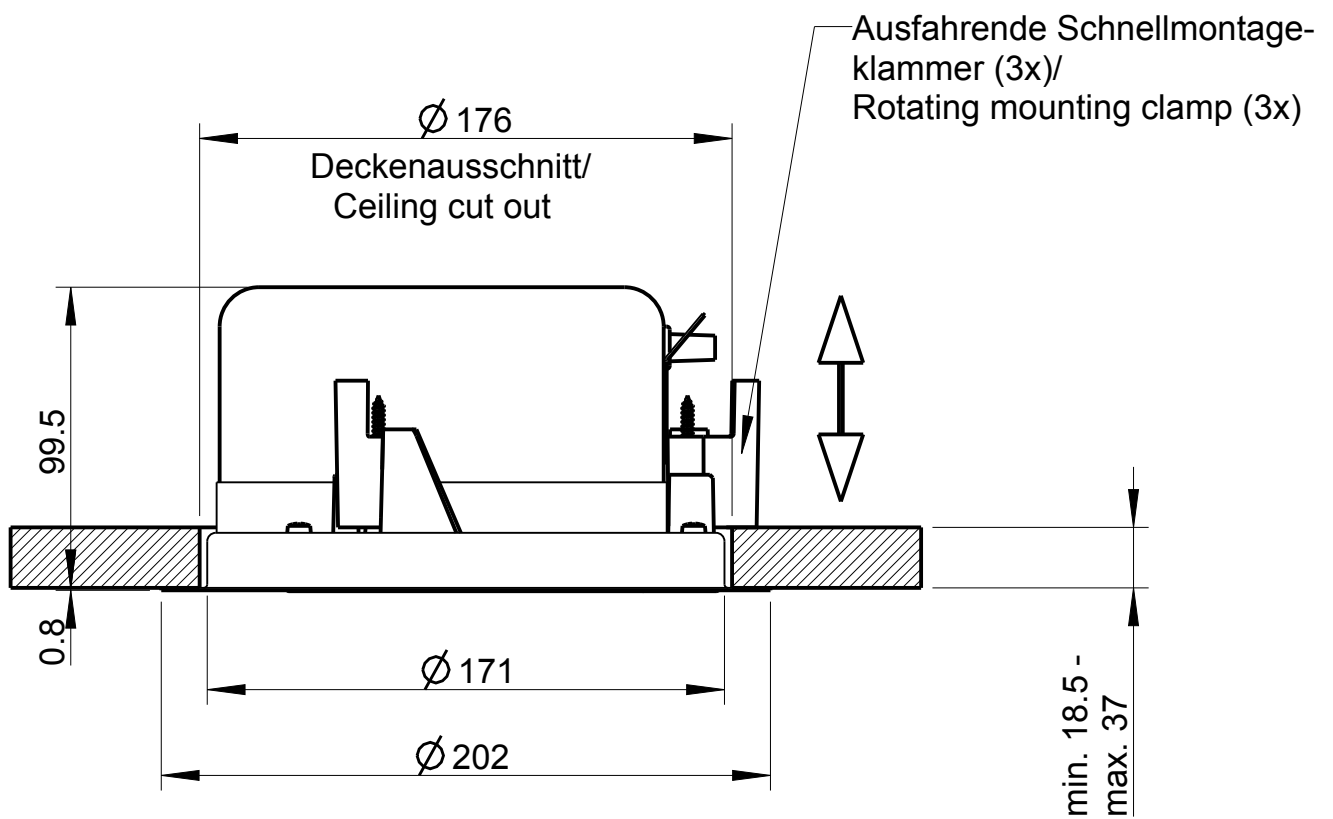 Ausfahrende Schnellmontage-
klammer (3x)/
Rotating mounting clamp (3x)
Ø 176
Deckenausschnitt/
Ceiling cut out
99.5
0.8
Ø 171
Ø 202
min. 18.5 -
max. 37